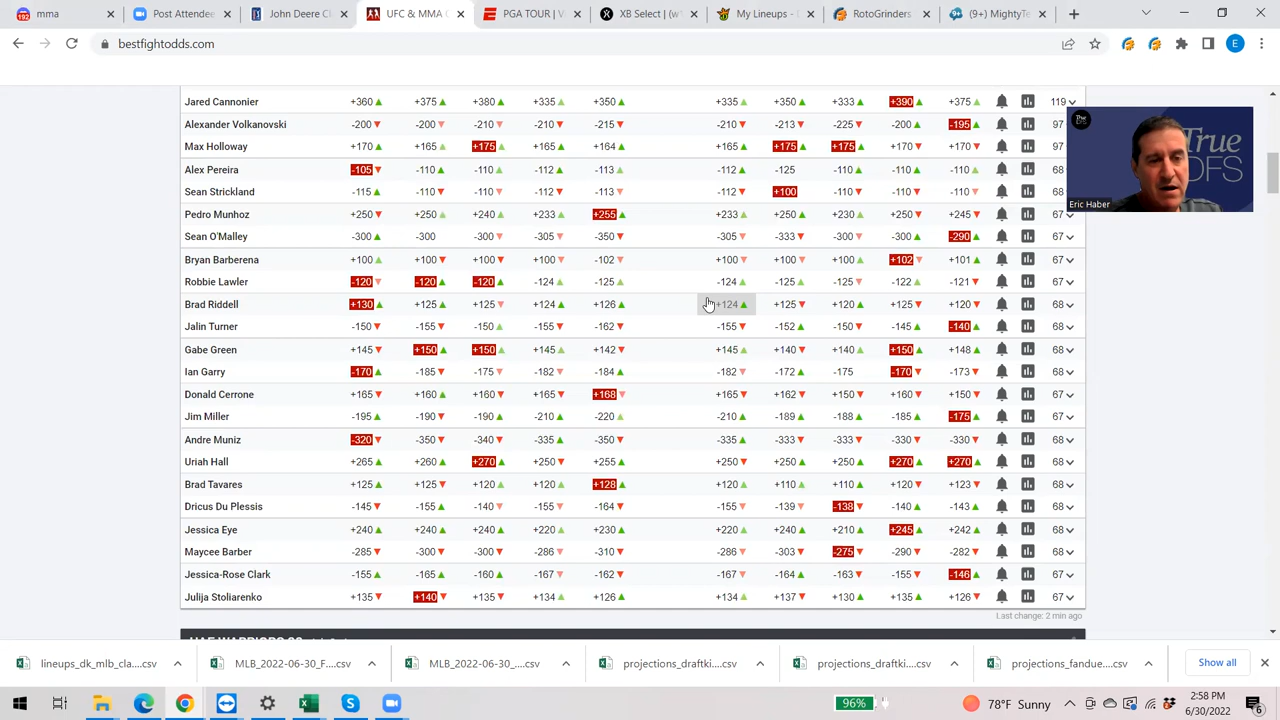 192 mma
Post Attendee
John Deere Cl
UFC & MMA O
PGA TOUR | V
XB Select | (w1
My Lineups - D
RotoGrinders
(9+) MightyTe
bestfightodds.com
E
Jared Cannonier +360 +375 +380 +335 +350 +335 +350 +333 +390 +375 119
Alexander Volkanovski -200 -200 -210 -210 -215 -210 -213 -225 -200 -195 97
Max Holloway +170 +165 +175 +165 +164 +165 +175 +175 +170 +170 97
Alex Pereira -105 -110 -110 -112 -113 -112 -125 -110 -110 -110 68
Sean Strickland -115 -110 -110 -112 -113 -112 +100 -110 -110 -110 68
Pedro Munhoz +250 +250 +240 +233 +255 +233 +250 +230 +250 +245 67
Sean O'Malley -300 -300 -300 -305 -350 -305 -333 -300 -300 -290 67
Bryan Barberena +100 +100 +100 +100 -102 +100 +100 +100 +102 +101 67
Robbie Lawler -120 -120 -120 -124 -125 -124 -125 -125 -122 -121 67
Brad Riddell +130 +125 +125 +124 +126 +124 +125 +120 +125 +120 68
Jalin Turner -150 -155 -150 -155 -162 -155 -152 -150 145 -140 68
Gabe Green +145 +150 +150 +145 +142 +145 +140 +140 +150 +148 68
Ian Garry -170 -185 -175 -182 -184 -182 -172 -175 -170 -173 68
Donald Cerrone +165 +160 +160 +165 +168 +165 +162 +150 +160 +150 67
Jim Miller -195 -190 -190 -210 -220 -210 -189 -188 -185 -175 67
Andre Muniz -320 -350 -340 -335 -350 -335 -333 -333 -330 -330 68
Uriah Hall +265 +260 +270 +250 +255 +250 +250 +250 +270 +270 68
Brad Tavares +125 +125 +120 +120 +128 +120 +110 +110 +120 +123 68
Dricus Du Plessis -145 -155 -140 -155 -164 -155 -139 -138 -140 -143 68
Jessica Eye +240 +240 +240 +220 +230 +220 +240 +210 +245 +242 68
Maycee Barber -285 -300 -300 -286 -310 -286 -303 -275 -290 -282 68
Jessica-Rose Clark -155 -165 -160 -167 -162 -167 -164 -163 -155 -146 67
Julija Stoliarenko +135 +140 +135 +134 +126 +134 +137 +130 +135 +126 67
Last change: 2 min ago
The
True
DFS
Eric Haber
lineups_dk_mlb_cla....csv
MLB_2022-06-30_F....csv
MLB_2022-06-30_....csv
projections_draftki....csv
projections_draftki....csv
projections_fandue....csv
Show all
96%
78°F Sunny
2:58 PM
6/30/2022
6